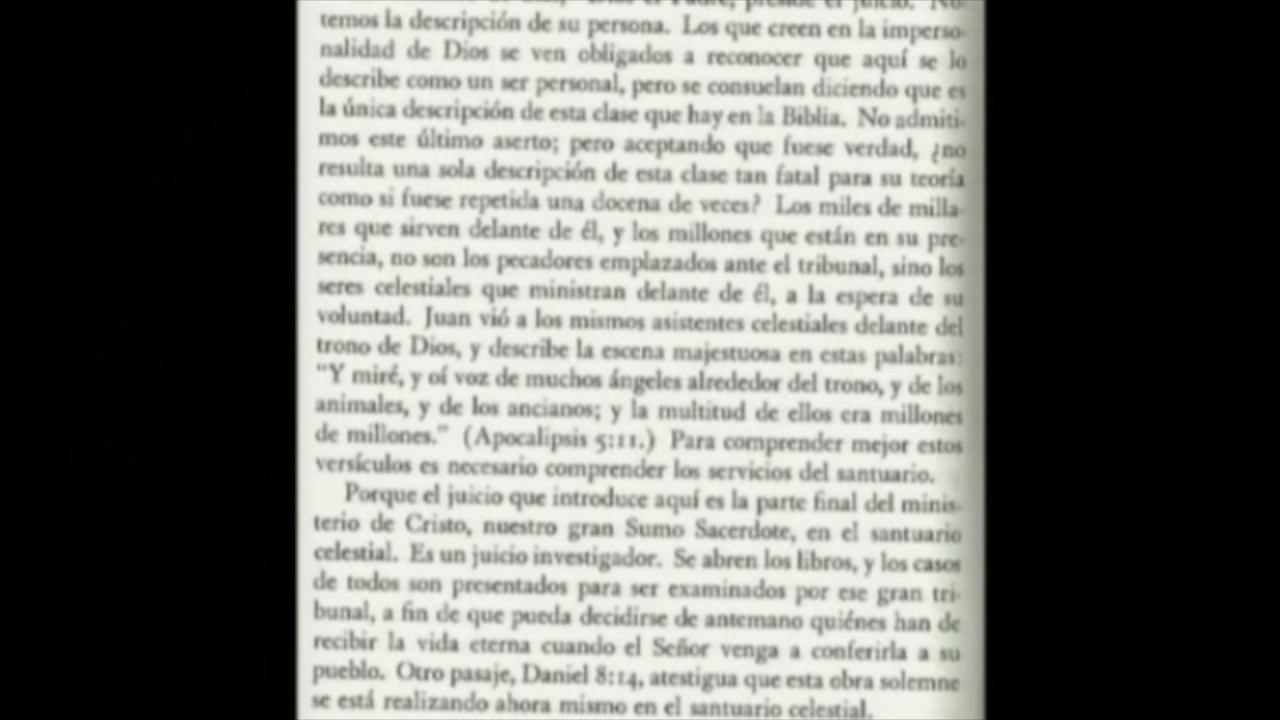 Dios el Padre, preside el juicio. No-
temos la descripción de su persona. Los que creen en la imperso-
nalidad de Dios se ven obligados a reconocer que aquí se lo
describe como un ser personal, pero se consuelan diciendo que es
la única descripción de esta clase que hay en la Biblia. No admiti-
mos este último aserto; pero aceptando que fuese verdad, ¿no
resulta una sola descripción de esta clase tan fatal para su teoría
como si fuese repetida una docena de veces? Los miles de milla-
res que sirven delante de él, y los millones que están en su pre-
sencia, no son los pecadores emplazados ante el tribunal, sino los
seres celestiales que ministran delante de él, a la espera de su
voluntad. Juan vió a los mismos asistentes celestiales delante del
trono de Dios, y describe la escena majestuosa en estas palabras:
"Y miré, y oí voz de muchos ángeles alrededor del trono, y de los
animales, y de los ancianos; y la multitud de ellos era millones
de millones." (Apocalipsis 5:11.) Para comprender mejor estos
versículos es necesario comprender los servicios del santuario.
Porque el juicio que introduce aquí es la parte final del minis-
terio de Cristo, nuestro gran Sumo Sacerdote, en el santuario
celestial. Es un juicio investigador. Se abren los libros, y los casos
de todos son presentados para ser examinados por ese gran tri-
bunal, a fin de que pueda decidirse de antemano quiénes han de
recibir la vida eterna cuando el Señor venga a conferirla a su
pueblo. Otro pasaje, Daniel 8:14, atestigua que esta obra solemne
se está realizando ahora mismo en el santuario celestial.